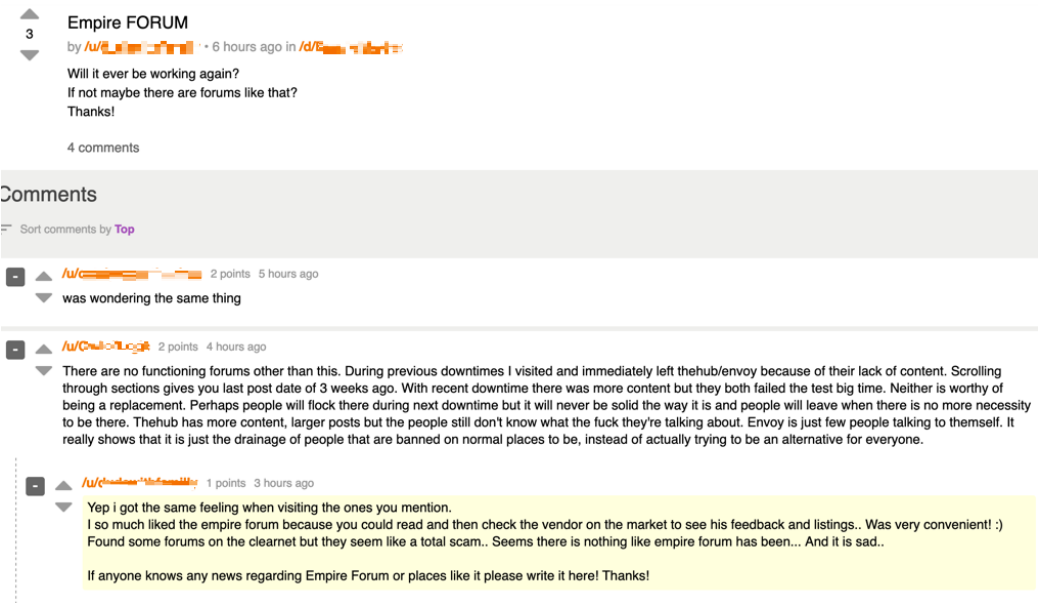 Empire FORUM
3
by /u/ • 6 hours ago in /d/
Will it ever be working again?
If not maybe there are forums like that?
Thanks!
4 comments
Comments
Sort comments by Top
- /u/ 2 points 5 hours ago
was wondering the same thing
- /u/ 2 points 4 hours ago
There are no functioning forums other than this. During previous downtimes I visited and immediately left thehub/envoy because of their lack of content. Scrolling
through sections gives you last post date of 3 weeks ago. With recent downtime there was more content but they both failed the test big time. Neither is worthy of
being a replacement. Perhaps people will flock there during next downtime but it will never be solid the way it is and people will leave when there is no more necessity
to be there. Thehub has more content, larger posts but the people still don't know what the fuck they're talking about. Envoy is just few people talking to themself. It
really shows that it is just the drainage of people that are banned on normal places to be, instead of actually trying to be an alternative for everyone.
- /u/ 1 points 3 hours ago
Yep i got the same feeling when visiting the ones you mention.
I so much liked the empire forum because you could read and then check the vendor on the market to see his feedback and listings.. Was very convenient! :)
Found some forums on the clearnet but they seem like a total scam.. Seems there is nothing like empire forum has been... And it is sad..
If anyone knows any news regarding Empire Forum or places like it please write it here! Thanks!